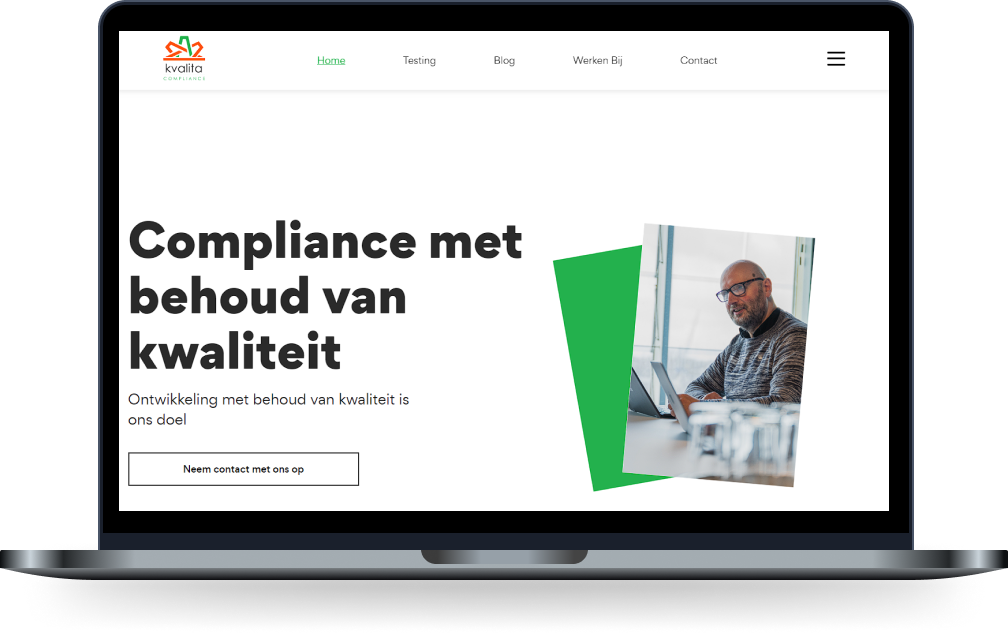 kvalita
COMPLIANCE
Home Testing Blog Werken Bij Contact
Compliance met
behoud van
kwaliteit
Ontwikkeling met behoud van kwaliteit is
ons doel
Neem contact met ons op